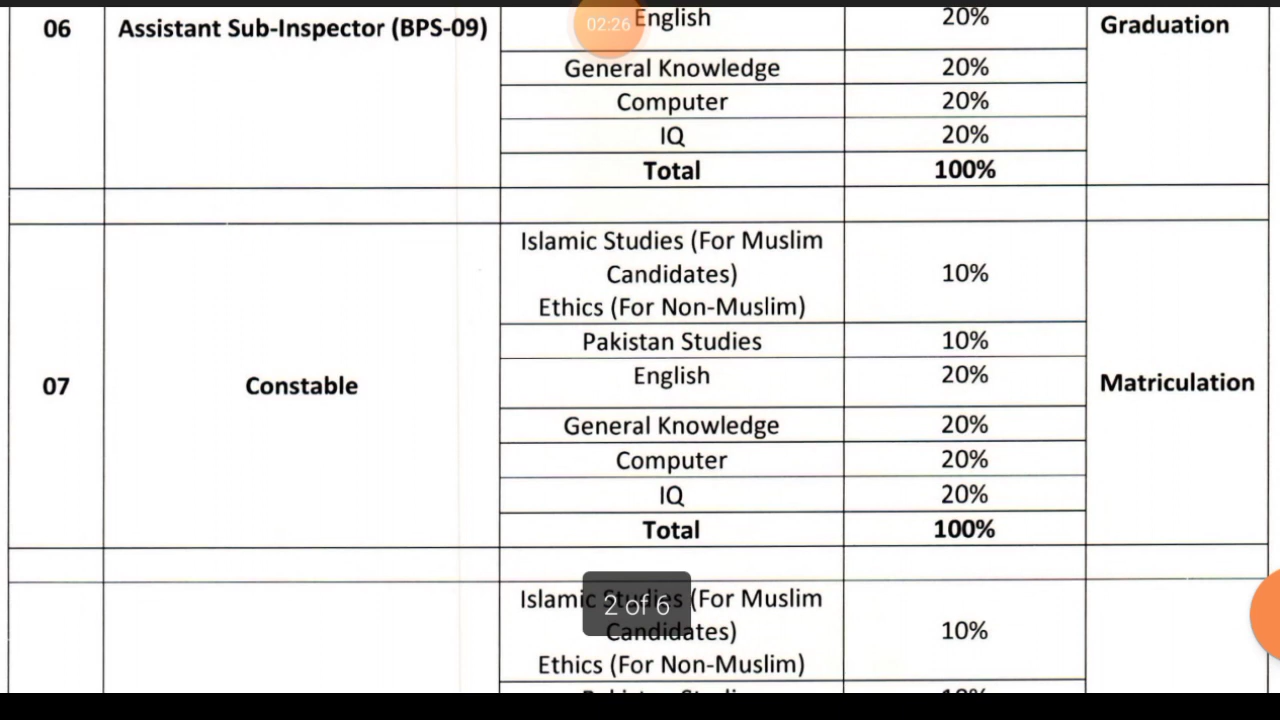 02:26
English 20%
06 Assistant Sub-Inspector (BPS-09) Graduation
General Knowledge 20%
Computer 20%
IQ 20%
Total 100%
Islamic Studies (For Muslim
Candidates) 10%
Ethics (For Non-Muslim)
Pakistan Studies 10%
English 20%
07 Constable Matriculation
General Knowledge 20%
Computer 20%
IQ 20%
Total 100%
Islamic Studies (For Muslim
2 of 6
Candidates) 10%
Ethics (For Non-Muslim)